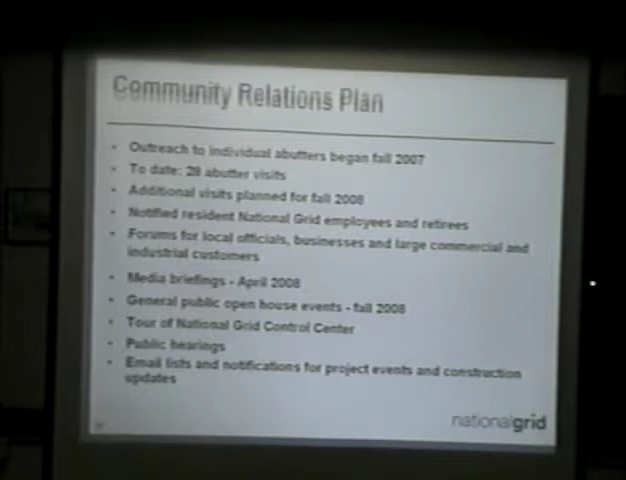 Community Relations Plan
• Outreach to individual abutters began fall 2007
• To date: 28 abutter visits
• Additional visits planned for fall 2008
• Notified resident National Grid employees and retirees
• Forums for local officials, businesses and large commercial and
industrial customers
• Media briefings - April 2008
• General public open house events - fall 2008
• Tour of National Grid Control Center
• Public hearings
• Email lists and notifications for project events and construction
updates
nationalgrid